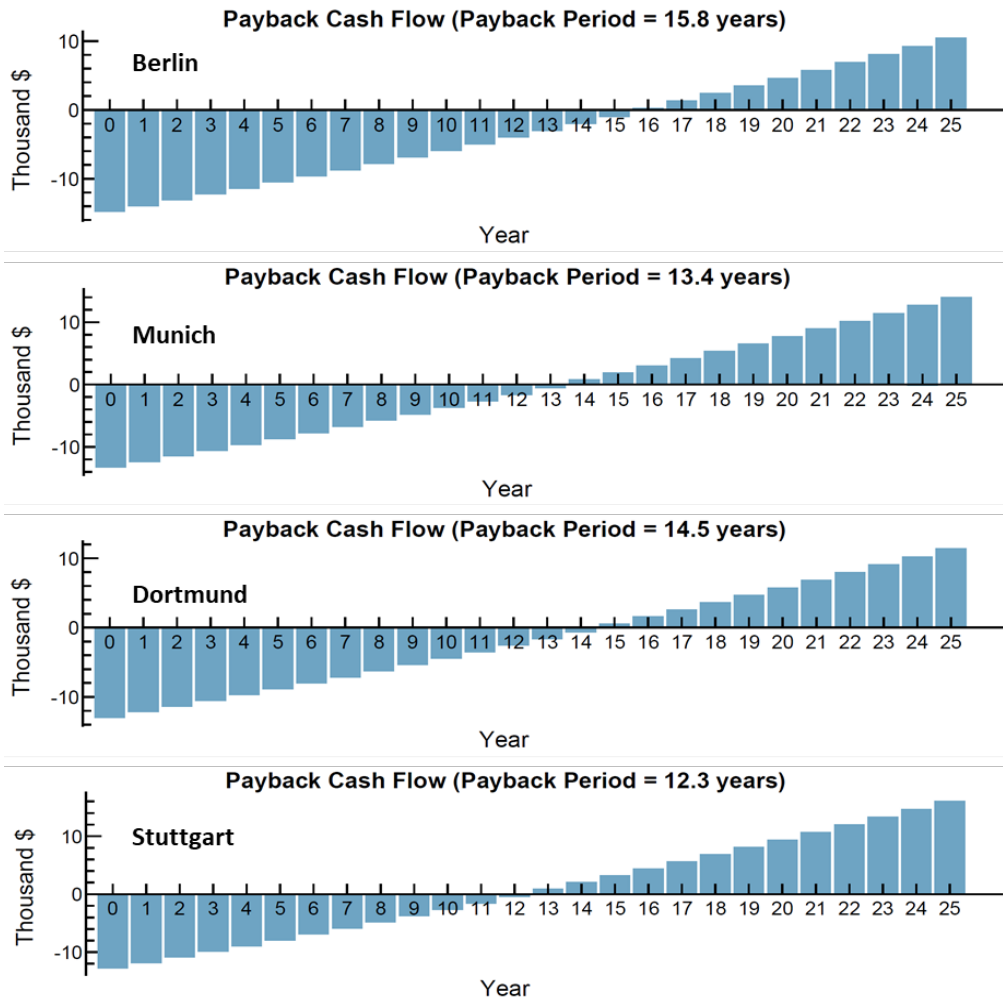 Payback Cash Flow (Payback Period = 15.8 years)
Berlin
Thousand $
10
0
-10
0 1 2 3 4 5 6 7 8 9 10 11 12 13 14 15 16 17 18 19 20 21 22 23 24 25
Year
Payback Cash Flow (Payback Period = 13.4 years)
Munich
Thousand $
10
0
-10
0 1 2 3 4 5 6 7 8 9 10 11 12 13 14 15 16 17 18 19 20 21 22 23 24 25
Year
Payback Cash Flow (Payback Period = 14.5 years)
Dortmund
Thousand $
10
0
-10
0 1 2 3 4 5 6 7 8 9 10 11 12 13 14 15 16 17 18 19 20 21 22 23 24 25
Year
Payback Cash Flow (Payback Period = 12.3 years)
Stuttgart
Thousand $
10
0
-10
0 1 2 3 4 5 6 7 8 9 10 11 12 13 14 15 16 17 18 19 20 21 22 23 24 25
Year